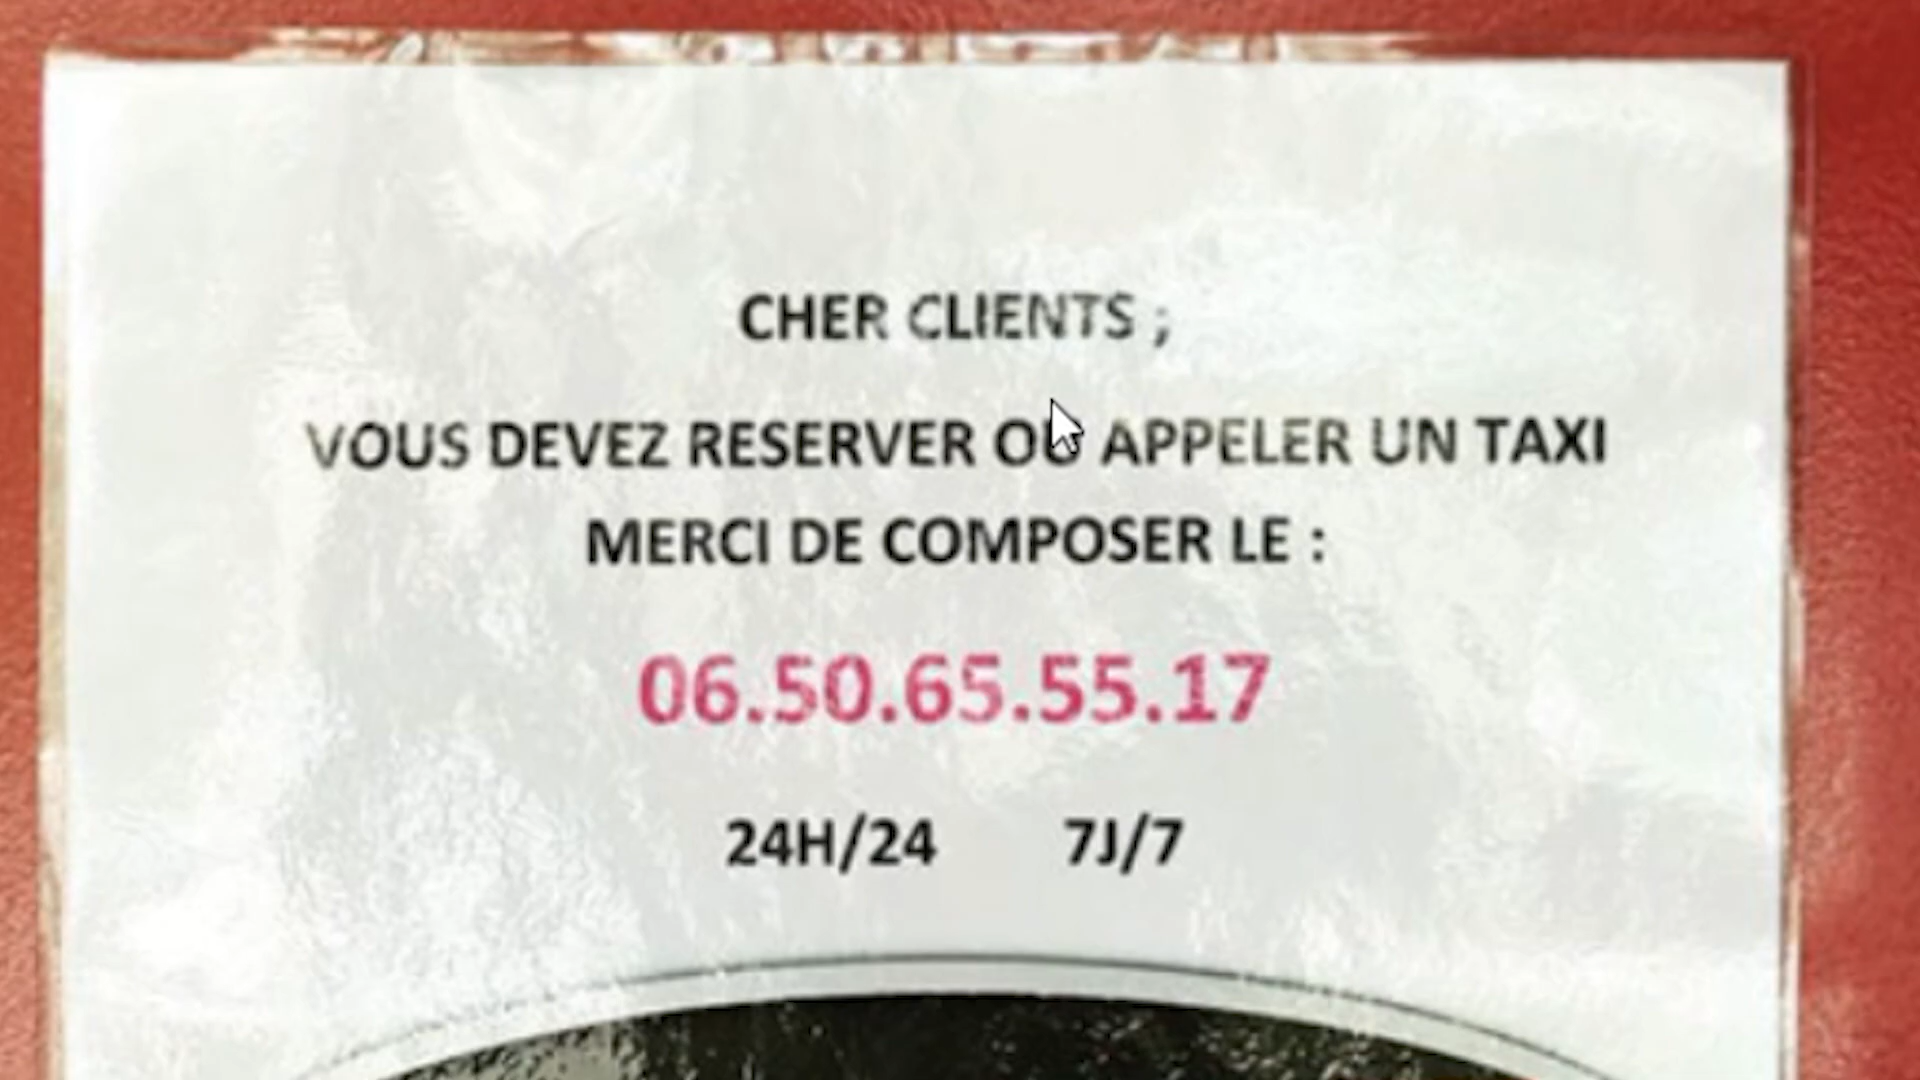 CHER CLIENTS ;
VOUS DEVEZ RESERVER OU APPELER UN TAXI
MERCI DE COMPOSER LE :
06.50.65.55.17
24H/24 7J/7